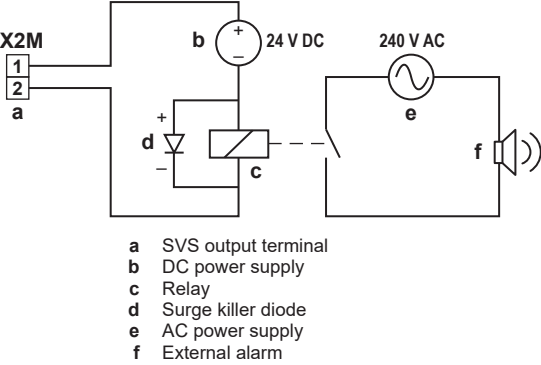 X2M
1
2
a
b
+
–
24 V DC
240 V AC
e
f
+
d
–
c
a SVS output terminal
b DC power supply
c Relay
d Surge killer diode
e AC power supply
f External alarm